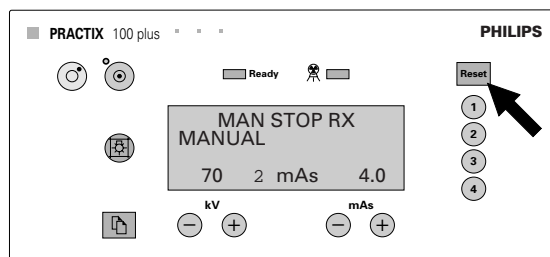 PRACTIX 100 plus
PHILIPS
Ready
Reset
MAN STOP RX
MANUAL
70 2 mAs 4.0
1
2
3
4
kV mAs
− + − +